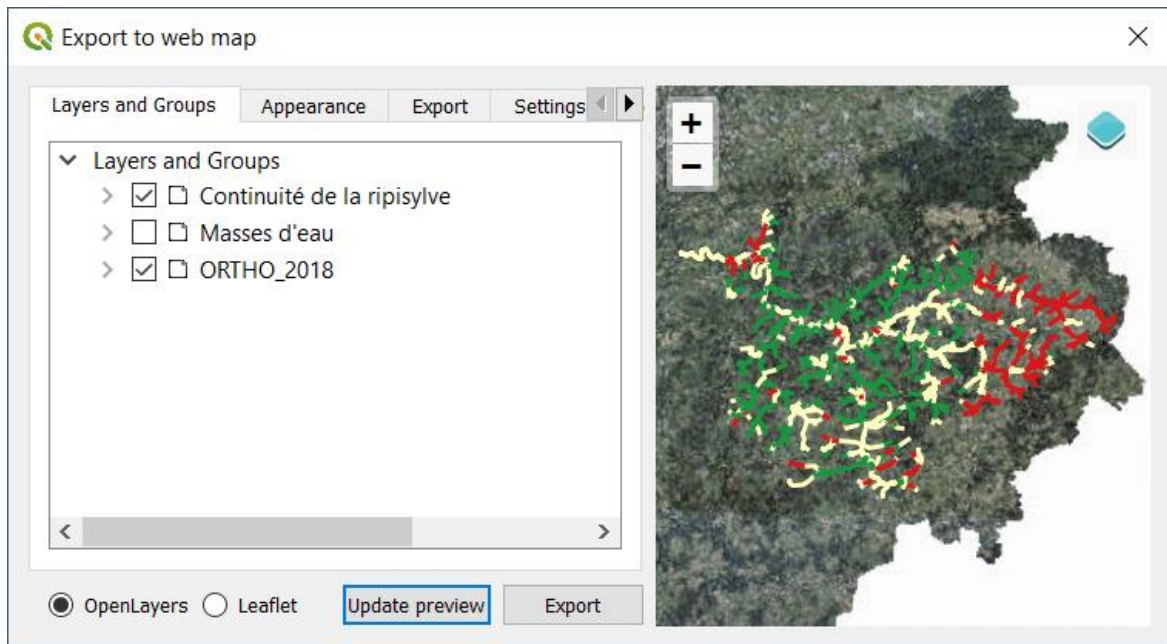 Export to web map
Layers and Groups Appearance Export Settings
Layers and Groups
Continuité de la ripisylve
Masses d'eau
ORTHO_2018
OpenLayers Leaflet Update preview Export
+
−